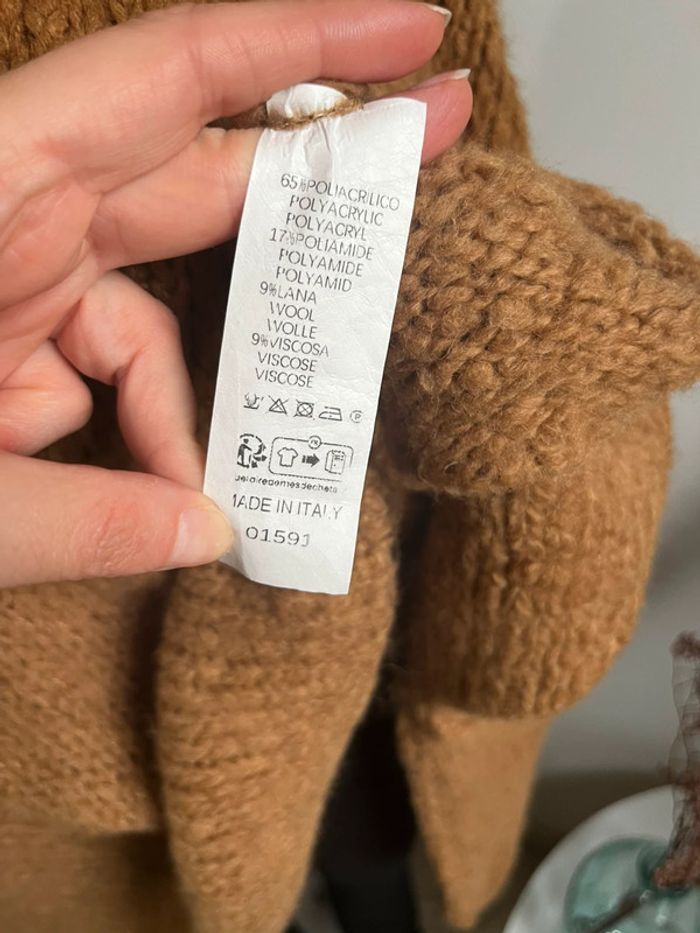 65%POLIACRILICO
POLYACRYLIC
POLYACRYL
17%POLIAMIDE
POLYAMIDE
POLYAMID
9%LANA
WOOL
WOLLE
9%VISCOSA
VISCOSE
VISCOSE
P
FR
MADE IN ITALY
01591